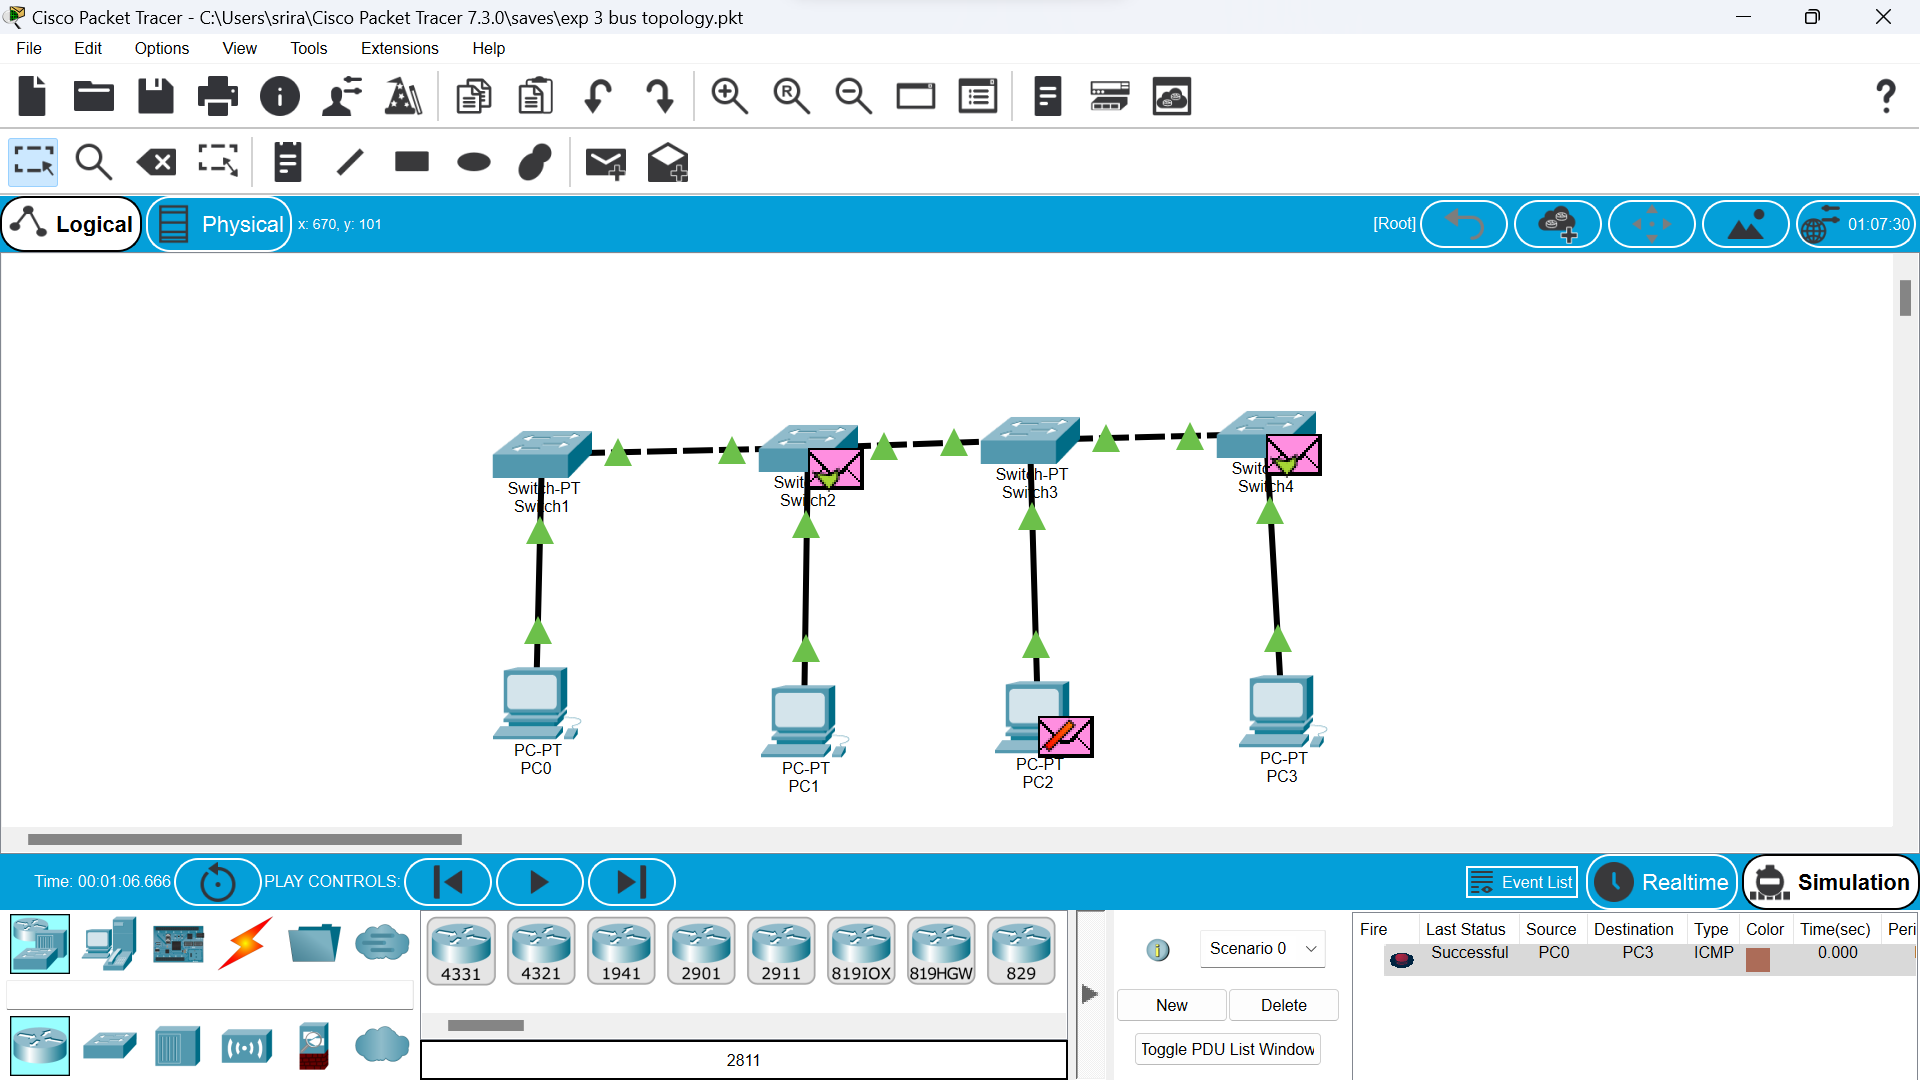 Cisco Packet Tracer - C:\Users\srira\Cisco Packet Tracer 7.3.0\saves\exp 3 bus topology.pkt
File Edit Options View Tools Extensions Help
Logical Physical x: 670, y: 101 [Root] 01:07:30
Switch-PT
Switch1
Switch2
Switch-PT
Switch3
Switch4
PC-PT
PC0
PC-PT
PC1
PC-PT
PC2
PC-PT
PC3
Time: 00:01:06.666 PLAY CONTROLS: Event List Realtime Simulation
4331 4321 1941 2901 2911 819IOX 819HGW 829
2811
Scenario 0
New Delete
Toggle PDU List Window
Fire Last Status Source Destination Type Color Time(sec) Peri
Successful PC0 PC3 ICMP 0.000